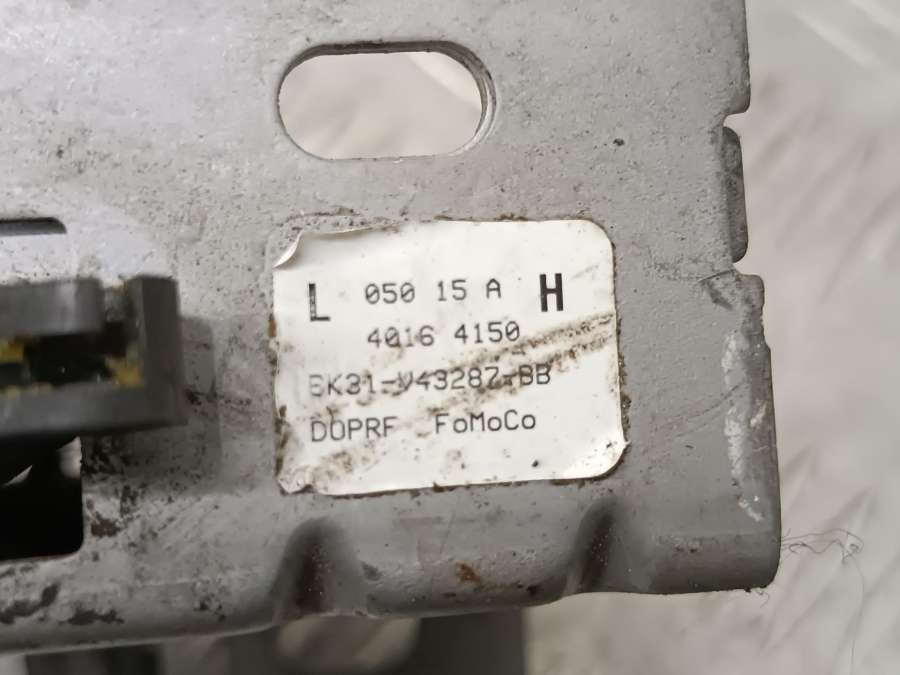 L 050 15 A H
4016 4150
BK31-V43287-BB
DOPRF FoMoCo